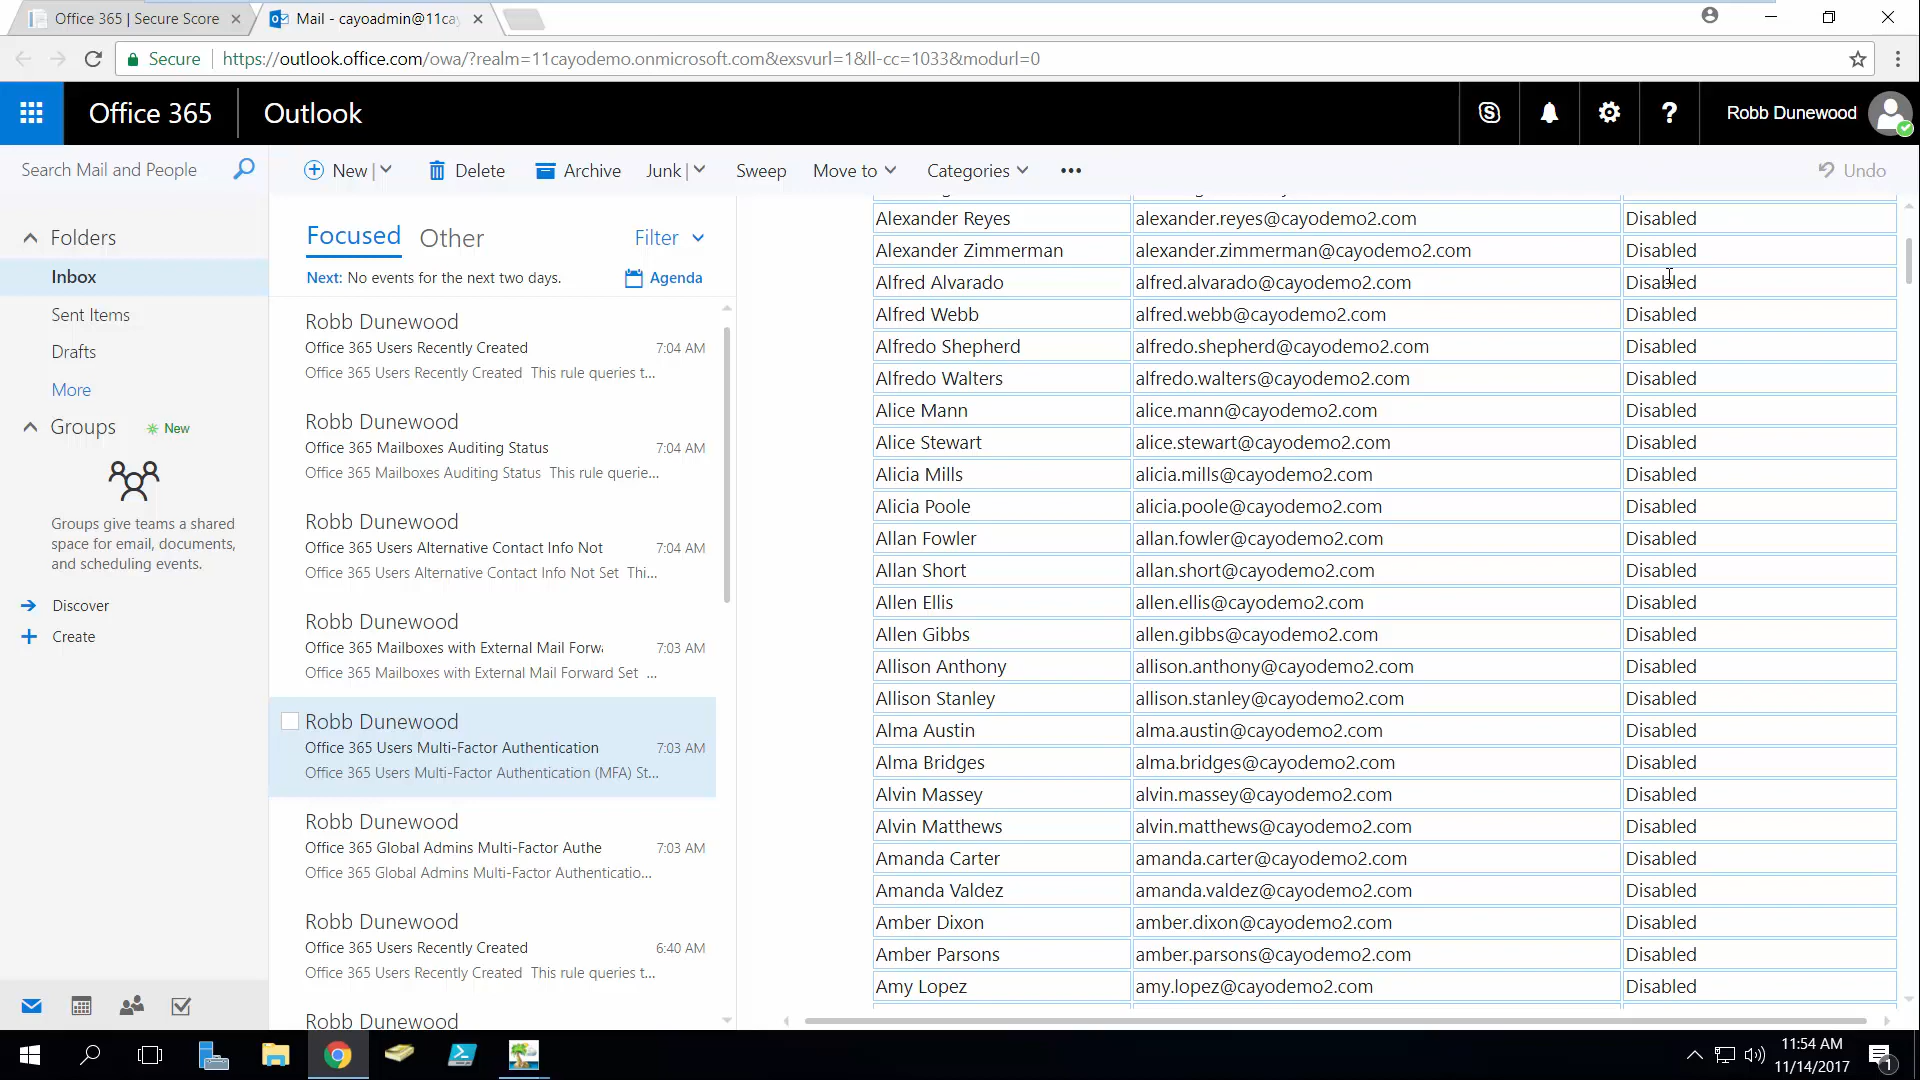 Office 365 | Secure Score
Mail - cayoadmin@11cay
Secure
https://outlook.office.com/owa/?realm=11cayodemo.onmicrosoft.com&exsvurl=1&ll-cc=1033&modurl=0
Office 365
Outlook
Robb Dunewood
Search Mail and People
New
Delete
Archive
Junk
Sweep
Move to
Categories
Undo
Folders
Inbox
Sent Items
Drafts
More
Groups
New
Groups give teams a shared
space for email, documents,
and scheduling events.
Discover
Create
Focused
Other
Filter
Next: No events for the next two days.
Agenda
Robb Dunewood
Office 365 Users Recently Created 7:04 AM
Office 365 Users Recently Created This rule queries t...
Robb Dunewood
Office 365 Mailboxes Auditing Status 7:04 AM
Office 365 Mailboxes Auditing Status This rule querie...
Robb Dunewood
Office 365 Users Alternative Contact Info Not 7:04 AM
Office 365 Users Alternative Contact Info Not Set Thi...
Robb Dunewood
Office 365 Mailboxes with External Mail Forw 7:03 AM
Office 365 Mailboxes with External Mail Forward Set ...
Robb Dunewood
Office 365 Users Multi-Factor Authentication 7:03 AM
Office 365 Users Multi-Factor Authentication (MFA) St...
Robb Dunewood
Office 365 Global Admins Multi-Factor Authe 7:03 AM
Office 365 Global Admins Multi-Factor Authenticatio...
Robb Dunewood
Office 365 Users Recently Created 6:40 AM
Office 365 Users Recently Created This rule queries t...
Robb Dunewood
Alexander Reyes alexander.reyes@cayodemo2.com Disabled
Alexander Zimmerman alexander.zimmerman@cayodemo2.com Disabled
Alfred Alvarado alfred.alvarado@cayodemo2.com Disabled
Alfred Webb alfred.webb@cayodemo2.com Disabled
Alfredo Shepherd alfredo.shepherd@cayodemo2.com Disabled
Alfredo Walters alfredo.walters@cayodemo2.com Disabled
Alice Mann alice.mann@cayodemo2.com Disabled
Alice Stewart alice.stewart@cayodemo2.com Disabled
Alicia Mills alicia.mills@cayodemo2.com Disabled
Alicia Poole alicia.poole@cayodemo2.com Disabled
Allan Fowler allan.fowler@cayodemo2.com Disabled
Allan Short allan.short@cayodemo2.com Disabled
Allen Ellis allen.ellis@cayodemo2.com Disabled
Allen Gibbs allen.gibbs@cayodemo2.com Disabled
Allison Anthony allison.anthony@cayodemo2.com Disabled
Allison Stanley allison.stanley@cayodemo2.com Disabled
Alma Austin alma.austin@cayodemo2.com Disabled
Alma Bridges alma.bridges@cayodemo2.com Disabled
Alvin Massey alvin.massey@cayodemo2.com Disabled
Alvin Matthews alvin.matthews@cayodemo2.com Disabled
Amanda Carter amanda.carter@cayodemo2.com Disabled
Amanda Valdez amanda.valdez@cayodemo2.com Disabled
Amber Dixon amber.dixon@cayodemo2.com Disabled
Amber Parsons amber.parsons@cayodemo2.com Disabled
Amy Lopez amy.lopez@cayodemo2.com Disabled
11:54 AM
11/14/2017
1